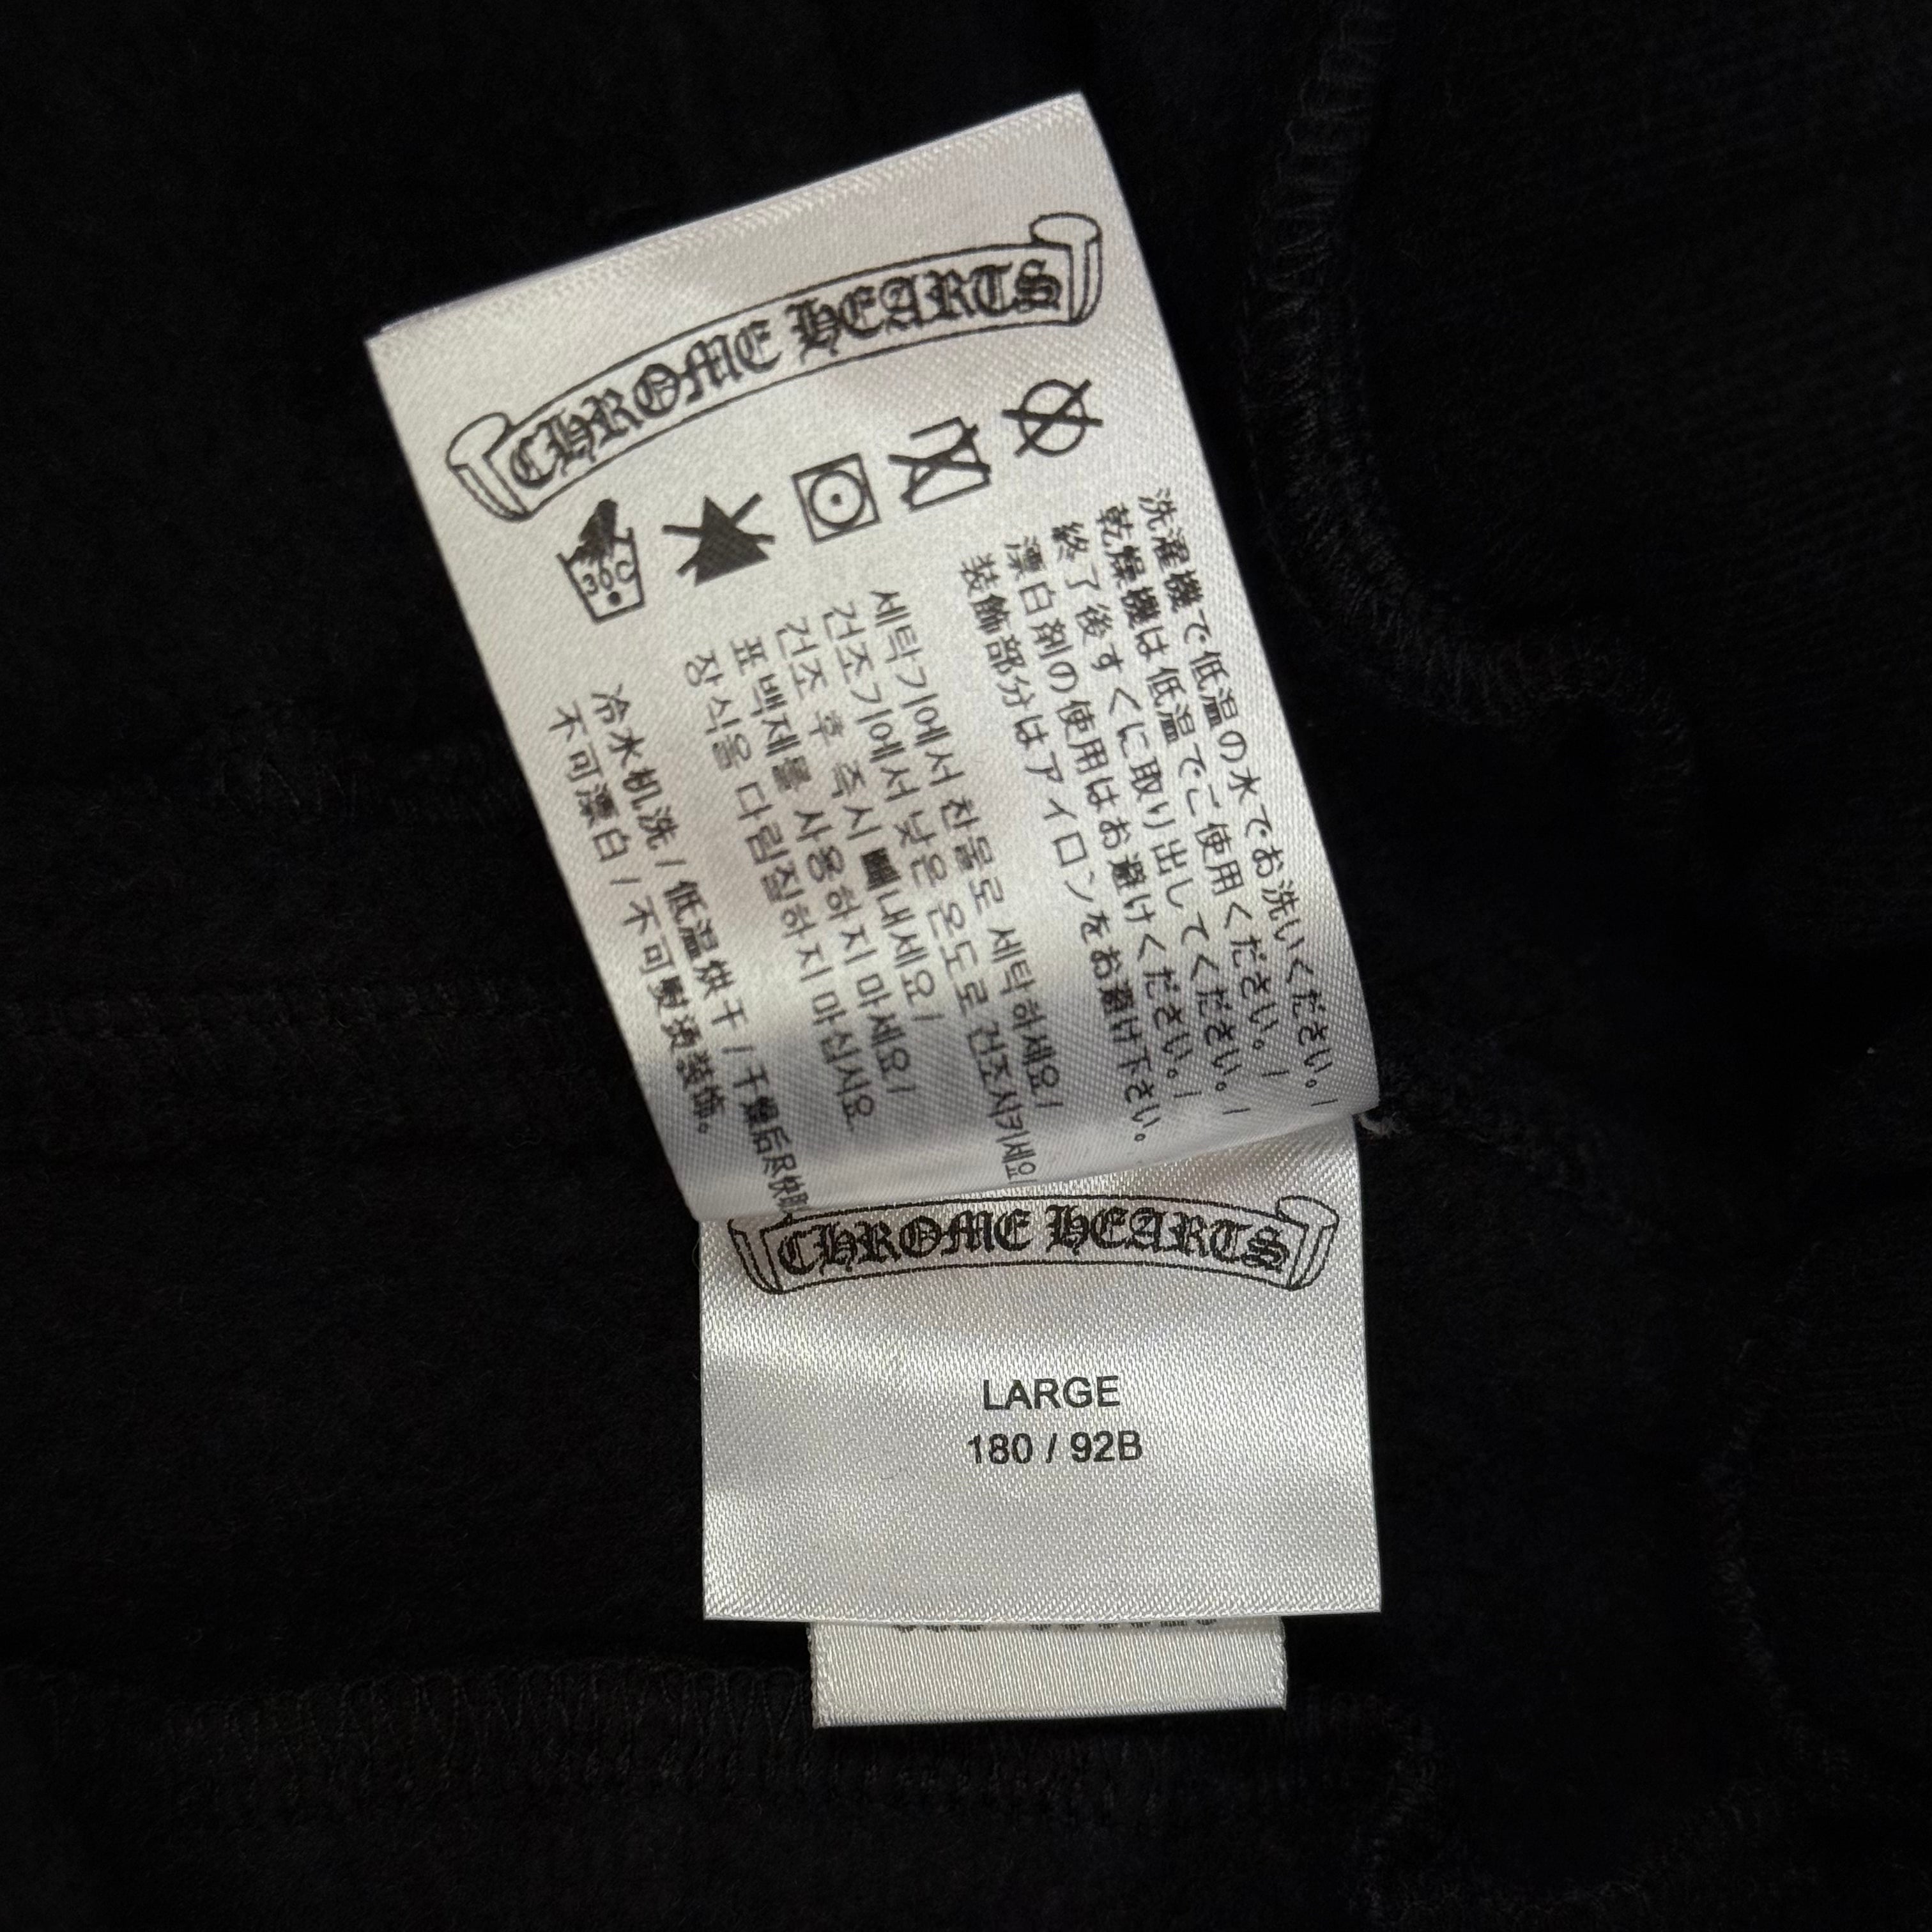 CHROME HEARTS
30C
洗濯機で低温の水でお洗いください。/
乾燥機は低温でご使用ください。/
終了後すぐに取り出してください。/
漂白剤の使用はお避けください。/
装飾部分はアイロンをお避け下さい。
세탁기에서 찬물로 세탁하세요/
건조기에서 낮은 온도로 건조시키세요
건조 후 즉시 빼내세요/
표백제를 사용하지 마세요/
장식을 다림질하지 마십시요
冷水机洗/低温烘干/干燥后尽快
不可漂白/不可熨烫装饰。
CHROME HEARTS
LARGE
180 / 92B